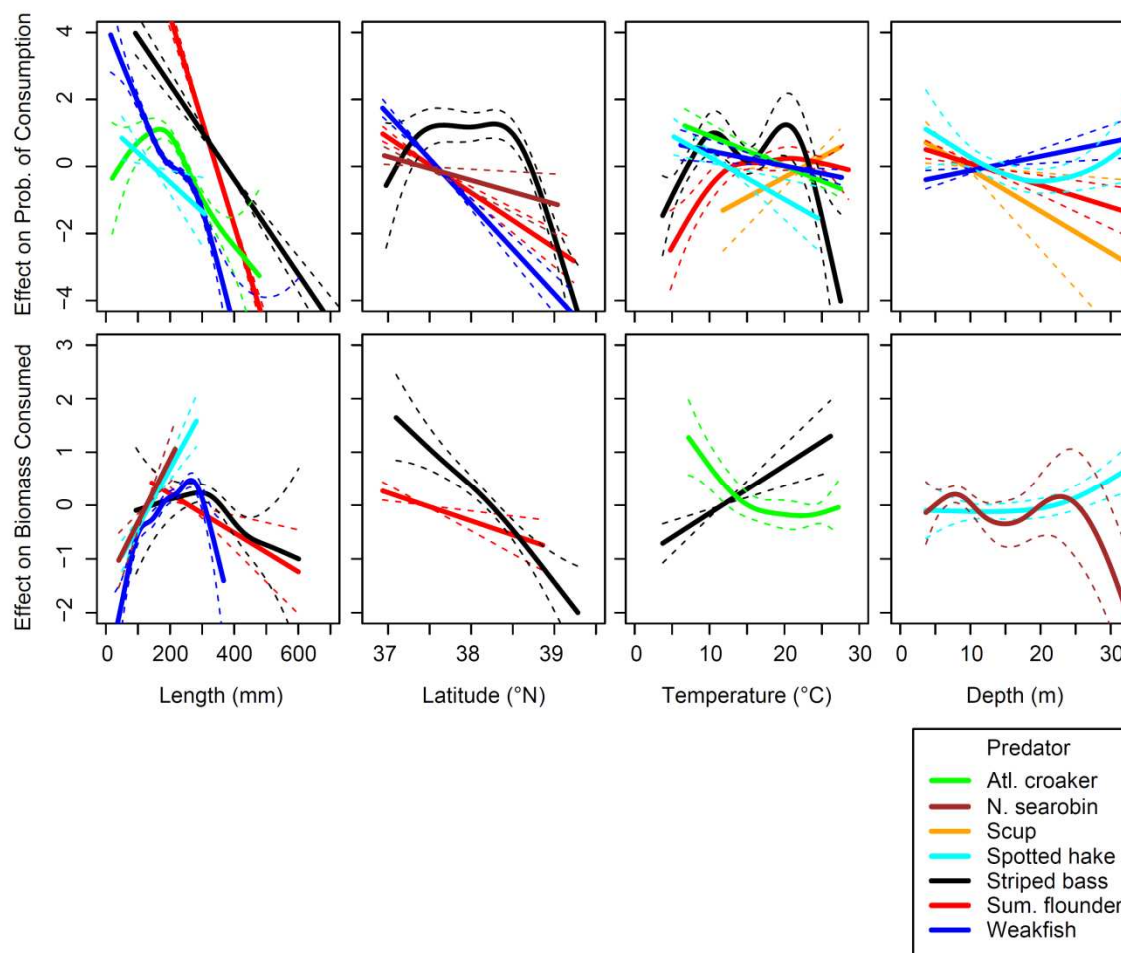 Effect on Prob. of Consumption
4
2
0
−2
−4
Effect on Biomass Consumed
3
2
1
0
−1
−2
0 200 400 600
37 38 39
0 10 20 30
0 10 20 30
Length (mm)
Latitude (°N)
Temperature (°C)
Depth (m)
Predator
Atl. croaker
N. searobin
Scup
Spotted hake
Striped bass
Sum. flounder
Weakfish